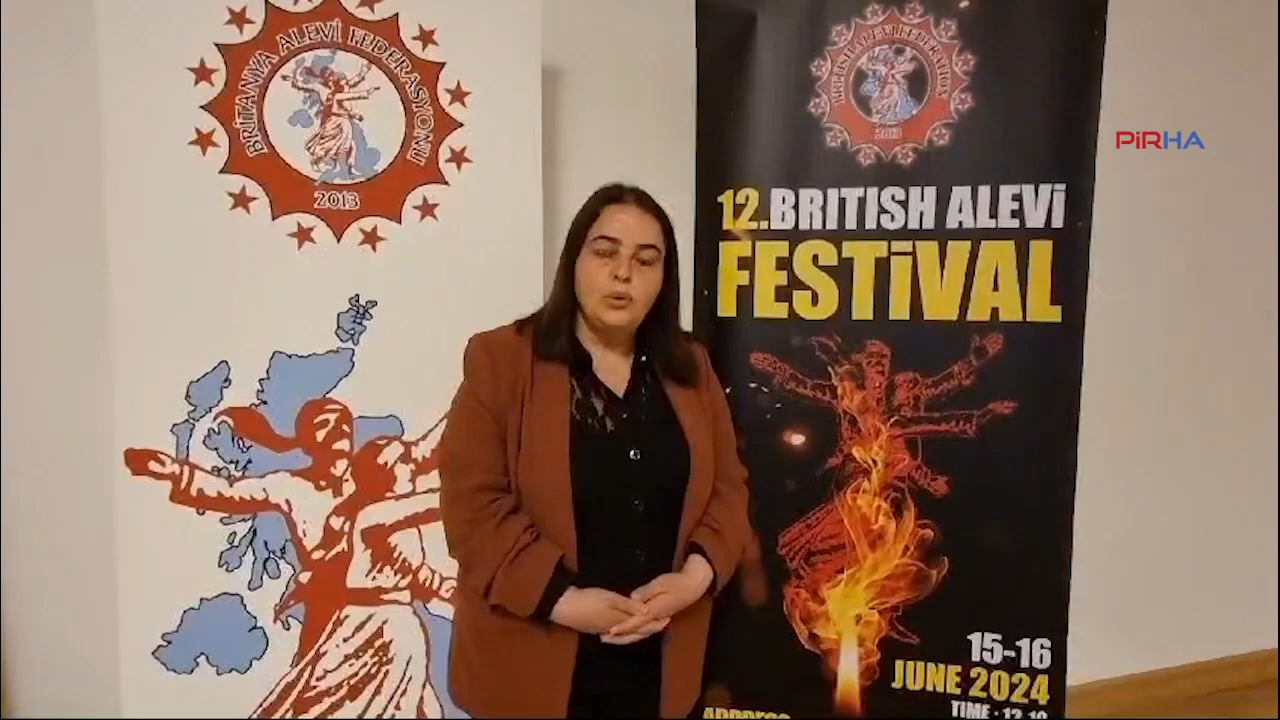 BRİTANYA ALEVİ FEDERASYONU
2013
BRITISH ALEVI FEDERATION
2013
PİRHA
12.BRITISH ALEVİ
FESTİVAL
15-16
JUNE 2024